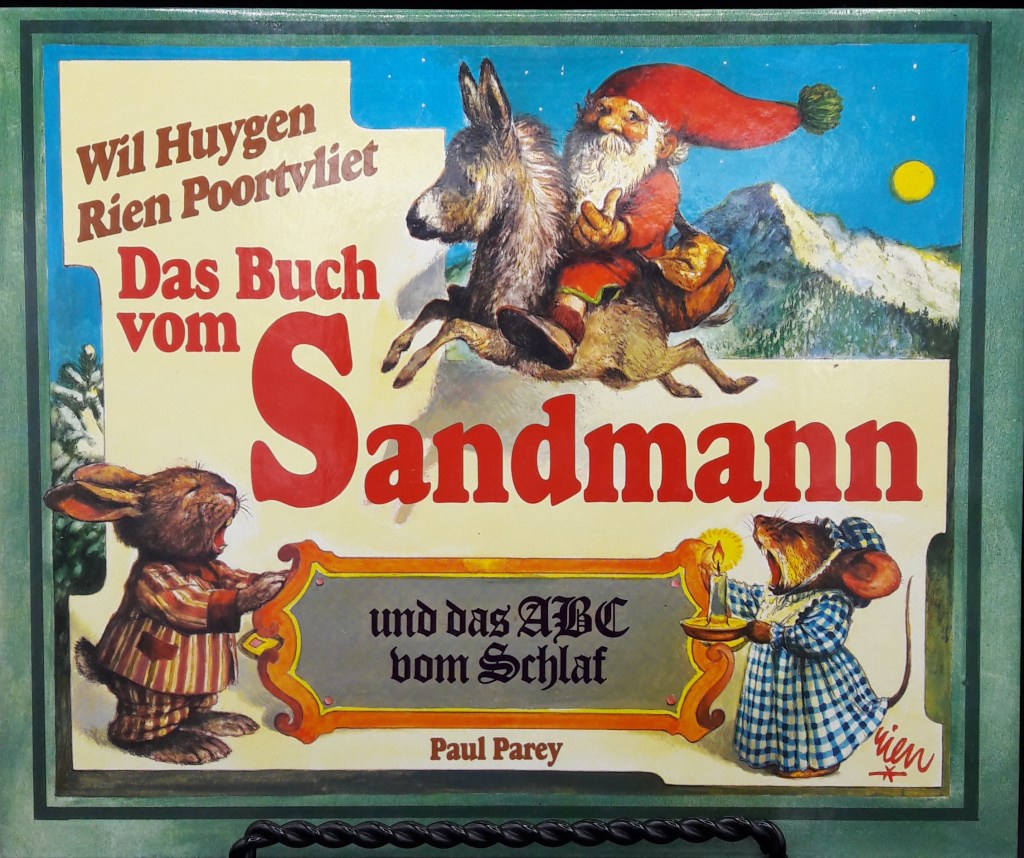 Wil Huygen
Rien Poortvliet
Das Buch
vom
Sandmann
und das ABC
vom Schlaf
Paul Parey
rien